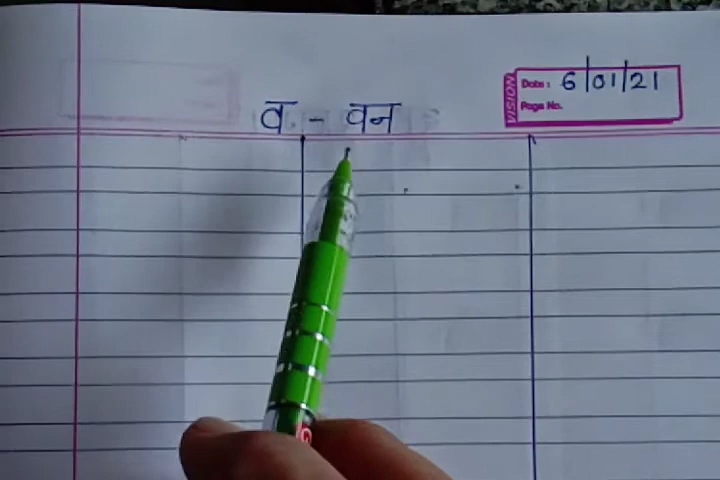 VISION
Date: 6/01/21
Page No.
व - वन